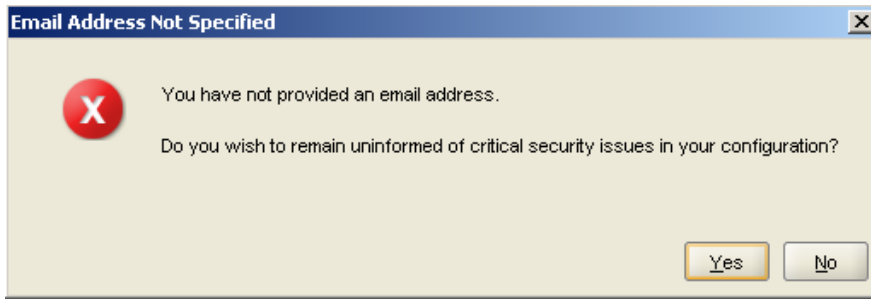 Email Address Not Specified
You have not provided an email address.
Do you wish to remain uninformed of critical security issues in your configuration?
Yes No